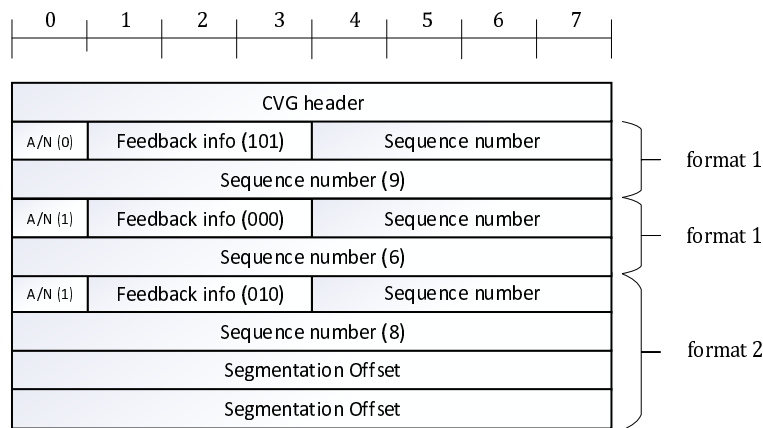 0 1 2 3 4 5 6 7
CVG header
A/N (0) Feedback info (101) Sequence number
Sequence number (9)
format 1
A/N (1) Feedback info (000) Sequence number
Sequence number (6)
format 1
A/N (1) Feedback info (010) Sequence number
Sequence number (8)
Segmentation Offset
Segmentation Offset
format 2